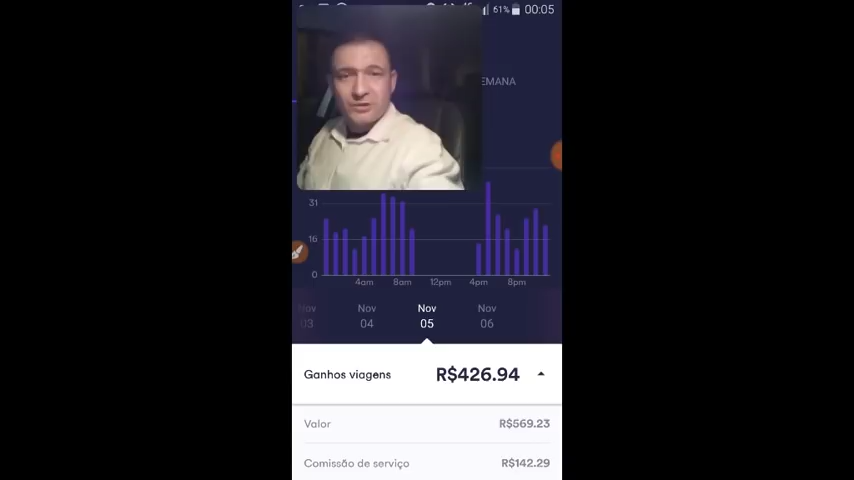 61% 00:05
EMANA
31
16
0
4am 8am 12pm 4pm 8pm
Nov Nov Nov Nov
03 04 05 06
Ganhos viagens R$426.94
Valor R$569.23
Comissão de serviço R$142.29